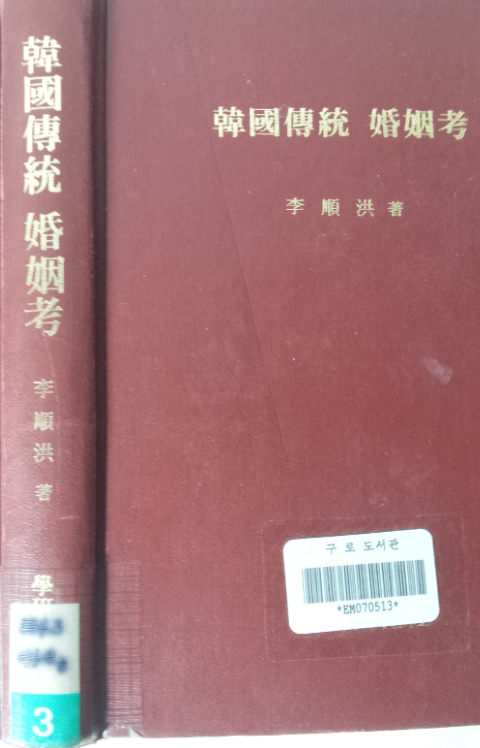 韓國傳統 婚姻考
李順洪 著
學
3
韓國傳統 婚姻考
李順洪著
구로도서관
*EM070513*